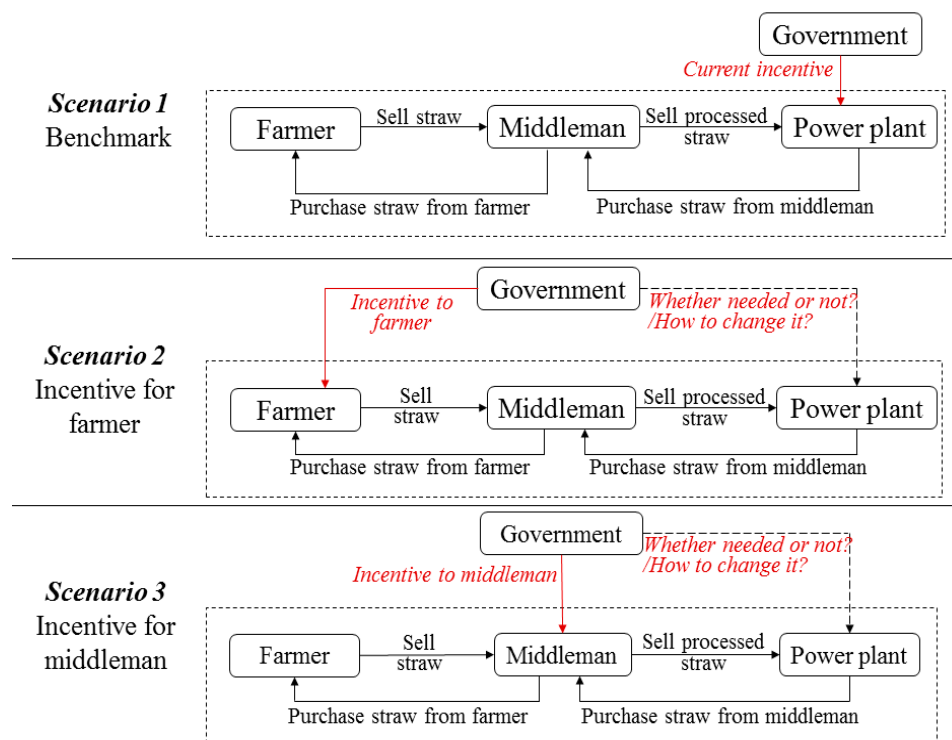 Government
Current incentive
Scenario 1
Benchmark
Farmer
Sell straw
Middleman
Sell processed
straw
Power plant
Purchase straw from farmer
Purchase straw from middleman
Government
Incentive to
farmer
Whether needed or not?
/How to change it?
Scenario 2
Incentive for
farmer
Farmer
Sell
straw
Middleman
Sell processed
straw
Power plant
Purchase straw from farmer
Purchase straw from middleman
Government
Whether needed or not?
/How to change it?
Incentive to middleman
Scenario 3
Incentive for
middleman
Farmer
Sell
straw
Middleman
Sell processed
straw
Power plant
Purchase straw from farmer
Purchase straw from middleman